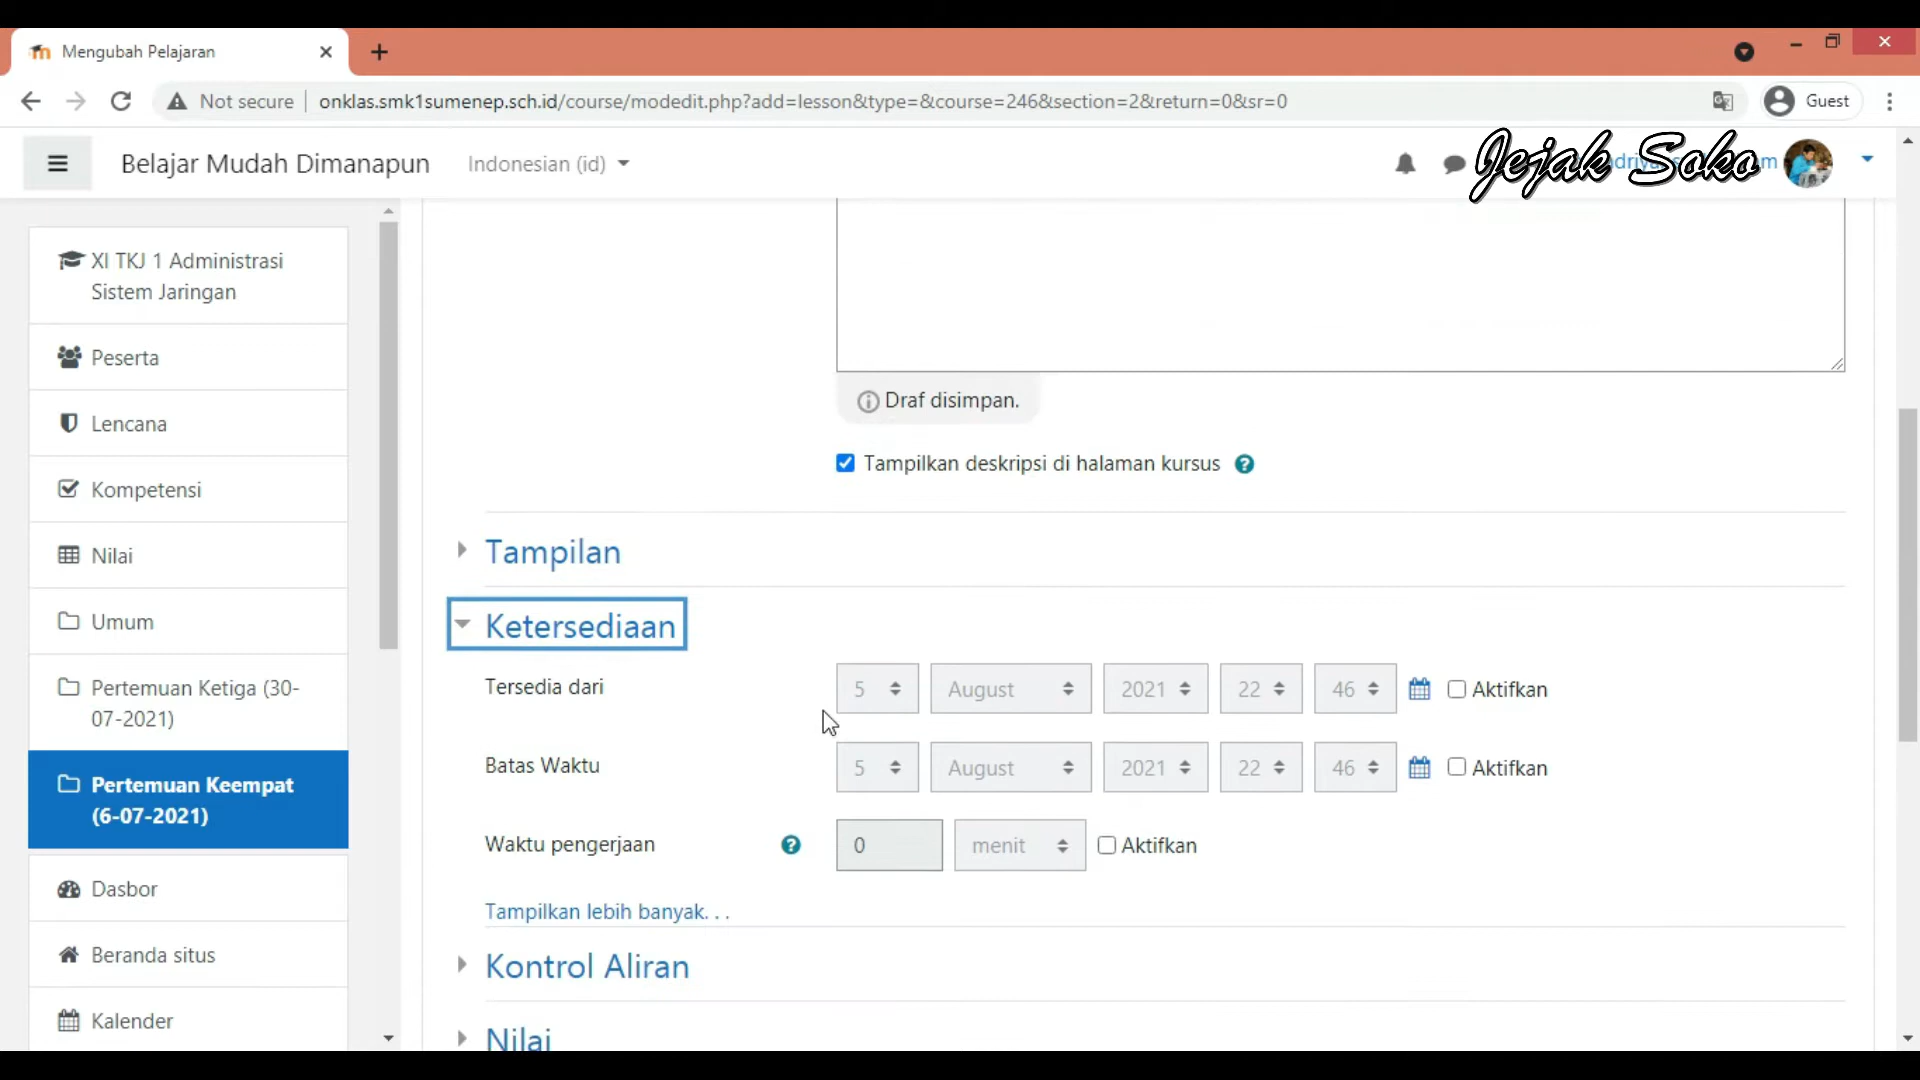 Mengubah Pelajaran
Not secure
onklas.smk1sumenep.sch.id/course/modedit.php?add=lesson&type=&course=246&section=2&return=0&sr=0
Guest
Belajar Mudah Dimanapun
Indonesian (id)
Jejak Soko
XI TKJ 1 Administrasi
Sistem Jaringan
Peserta
Lencana
Kompetensi
Nilai
Umum
Pertemuan Ketiga (30-
07-2021)
Pertemuan Keempat
(6-07-2021)
Dasbor
Beranda situs
Kalender
Draf disimpan.
Tampilkan deskripsi di halaman kursus
Tampilan
Ketersediaan
Tersedia dari 5 August 2021 22 46 Aktifkan
Batas Waktu 5 August 2021 22 46 Aktifkan
Waktu pengerjaan 0 menit Aktifkan
Tampilkan lebih banyak. . .
Kontrol Aliran
Nilai